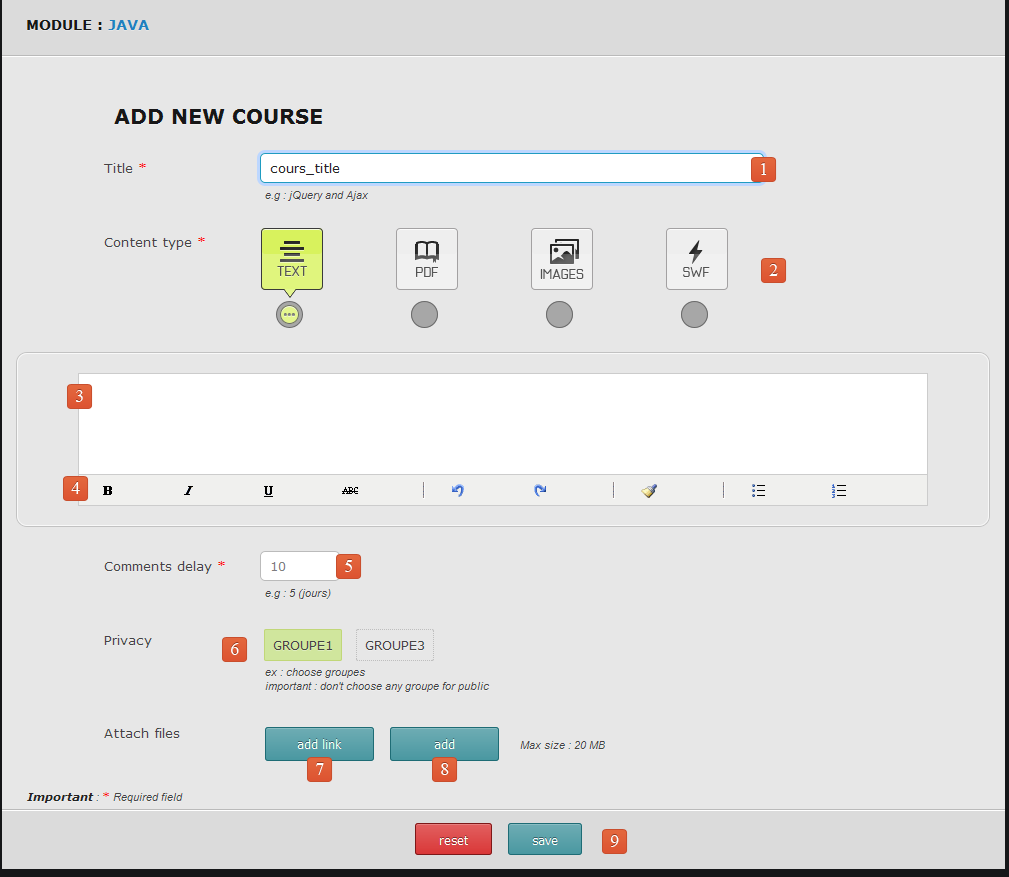 MODULE : JAVA
ADD NEW COURSE
Title * cours_title 1
e.g : jQuery and Ajax
Content type * TEXT PDF IMAGES SWF 2
3
4 B I U ABC
Comments delay * 10 5
e.g : 5 (jours)
Privacy 6 GROUPE1 GROUPE3
ex : choose groupes
important : don't choose any groupe for public
Attach files add link add Max size : 20 MB
7 8
Important : * Required field
reset save 9